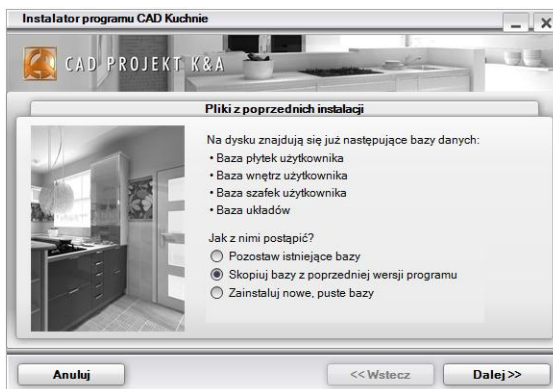 Instalator programu CAD Kuchnie
CAD PROJEKT K&A
Pliki z poprzednich instalacji
Na dysku znajdują się już następujące bazy danych:
• Baza płytek użytkownika
• Baza wnętrz użytkownika
• Baza szafek użytkownika
• Baza układów
Jak z nimi postąpić?
Pozostaw istniejące bazy
Skopiuj bazy z poprzedniej wersji programu
Zainstaluj nowe, puste bazy
Anuluj
<< Wstecz
Dalej >>